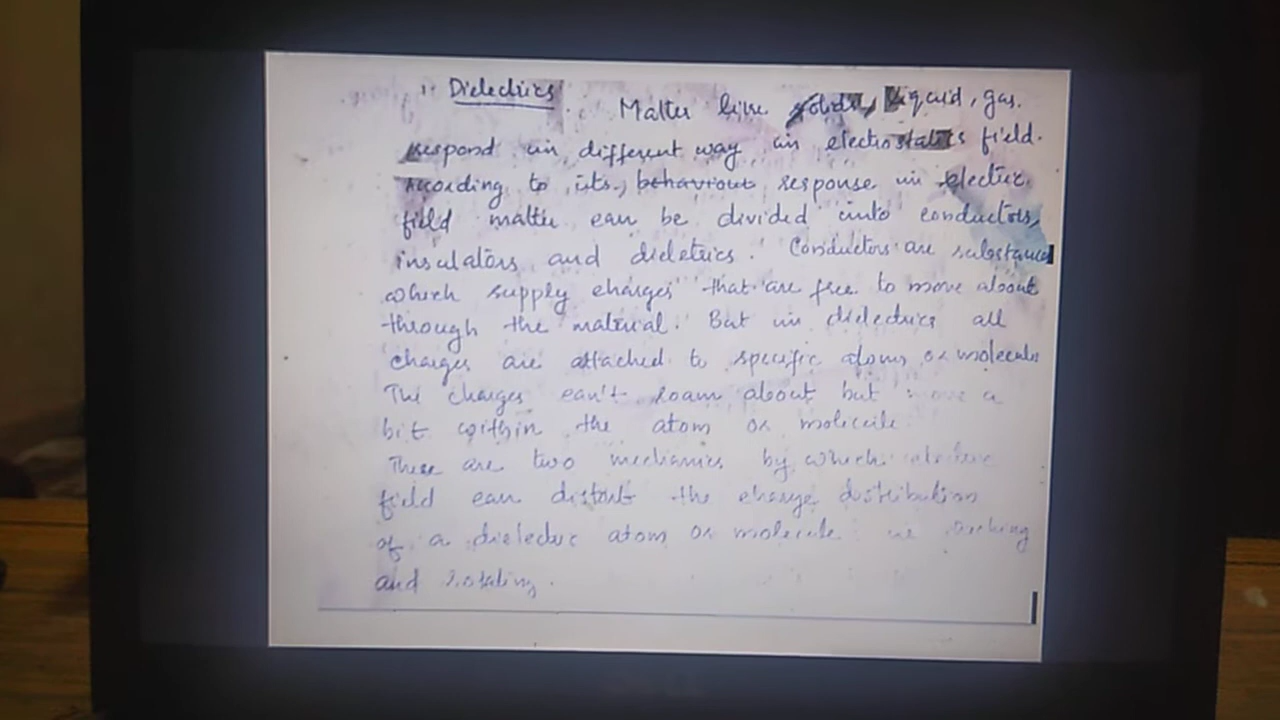 Dielectrics
Matter like solids, liquid, gas.
respond in different way in electrostatics field.
According to its, behaviour response in electric
field matter can be divided into conductors,
insulators and dieletrics. Conductors are substance
which supply charges that are free to move about
through the material. But in dielectrics all
charges are attached to specific atoms or molecules
The charges can't roam about but move a
bit within the atom or molecule
There are two mechanics by which
field can distort the charge distribution
of a dielectric atom or molecule
and rotating.